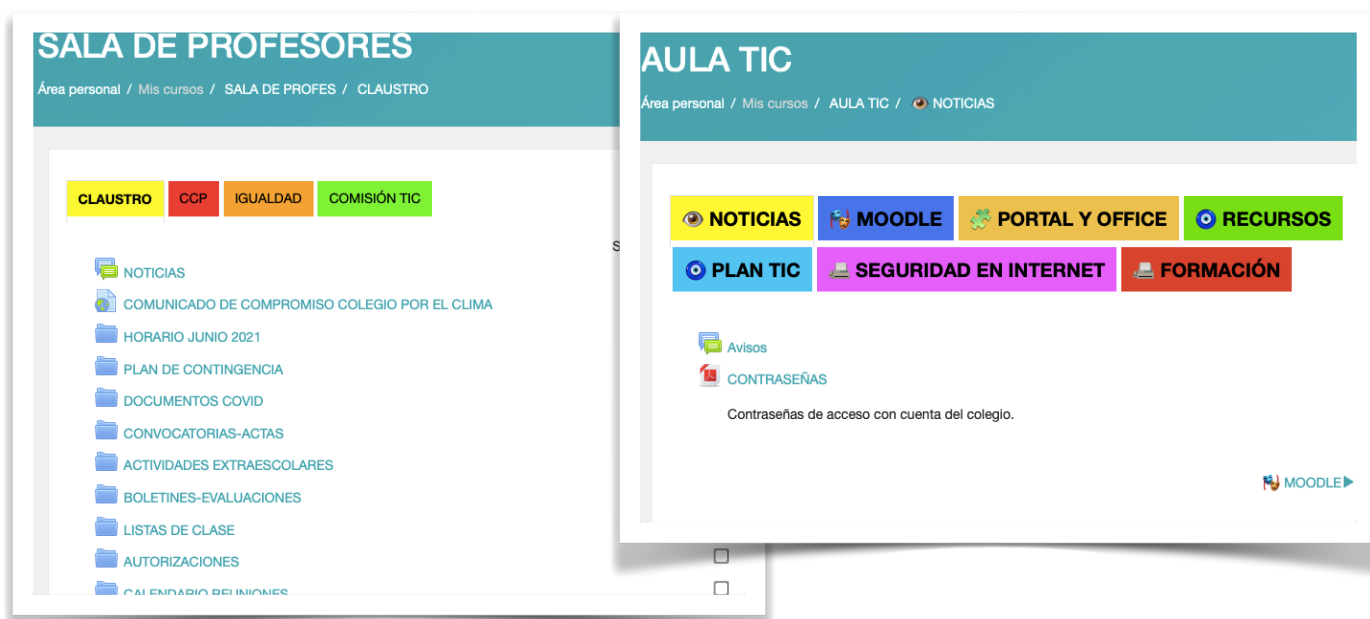 SALA DE PROFESORES
Área personal / Mis cursos / SALA DE PROFES / CLAUSTRO
CLAUSTRO CCP IGUALDAD COMISIÓN TIC
NOTICIAS
COMUNICADO DE COMPROMISO COLEGIO POR EL CLIMA
HORARIO JUNIO 2021
PLAN DE CONTINGENCIA
DOCUMENTOS COVID
CONVOCATORIAS-ACTAS
ACTIVIDADES EXTRAESCOLARES
BOLETINES-EVALUACIONES
LISTAS DE CLASE
AUTORIZACIONES
CALENDARIO REUNIONES
AULA TIC
Área personal / Mis cursos / AULA TIC / NOTICIAS
NOTICIAS MOODLE PORTAL Y OFFICE RECURSOS
PLAN TIC SEGURIDAD EN INTERNET FORMACIÓN
Avisos
CONTRASEÑAS
Contraseñas de acceso con cuenta del colegio.
MOODLE